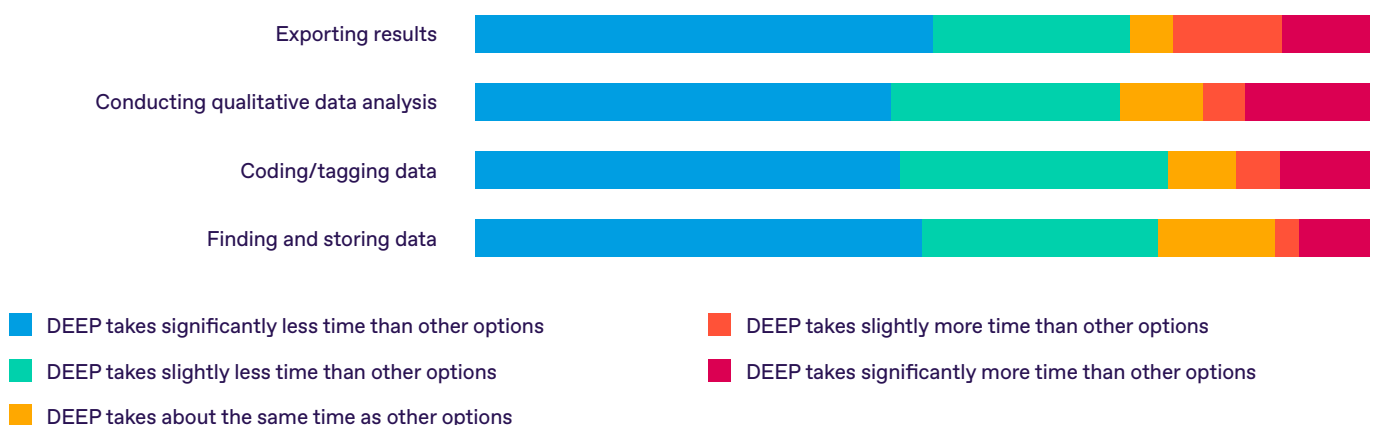 Exporting results
Conducting qualitative data analysis
Coding/tagging data
Finding and storing data
DEEP takes significantly less time than other options
DEEP takes slightly less time than other options
DEEP takes about the same time as other options
DEEP takes slightly more time than other options
DEEP takes significantly more time than other options